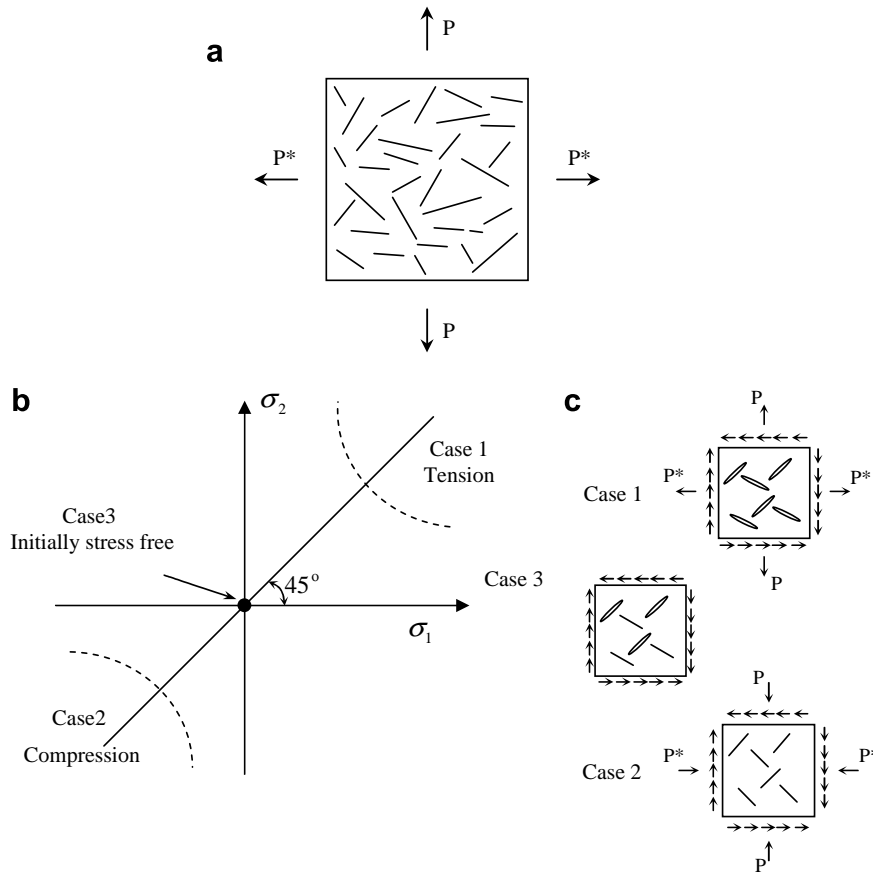 a
P
P*
P*
P
b
σ2
Case 1
Tension
Case3
Initially stress free
45°
σ1
Case2
Compression
c
P
Case 1
P*
P*
P
Case 3
P
Case 2
P*
P*
P